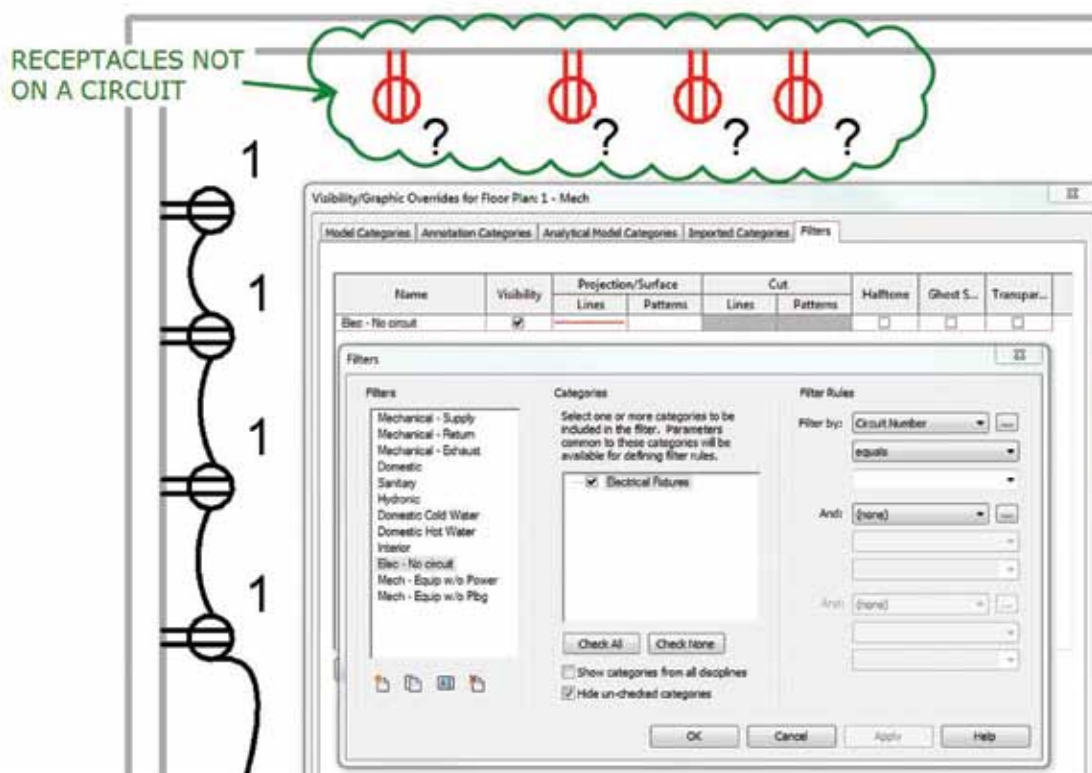 RECEPTACLES NOT
ON A CIRCUIT
? ? ? ?
1
1
1
1
Visibility/Graphic Overrides for Floor Plan: 1 - Mech
Model Categories Annotation Categories Analytical Model Categories Imported Categories Filters
Name Visibility Projection/Surface Cut Halftone Ghost S... Transpar...
Lines Patterns Lines Patterns
Elec - No circuit
Filters
Filters Categories Filter Rules
Mechanical - Supply
Mechanical - Return
Mechanical - Exhaust
Domestic
Sanitary
Hydronic
Domestic Cold Water
Domestic Hot Water
Interior
Elec - No circuit
Mech - Equip w/o Power
Mech - Equip w/o Plbg
Select one or more categories to be
included in the filter. Parameters
common to these categories will be
available for defining filter rules.
Electrical Fixtures
Check All Check None
Show categories from all disciplines
Hide un-checked categories
Filter by: Circuit Number ...
equals
And: (none) ...
And: (none) ...
OK Cancel Apply Help